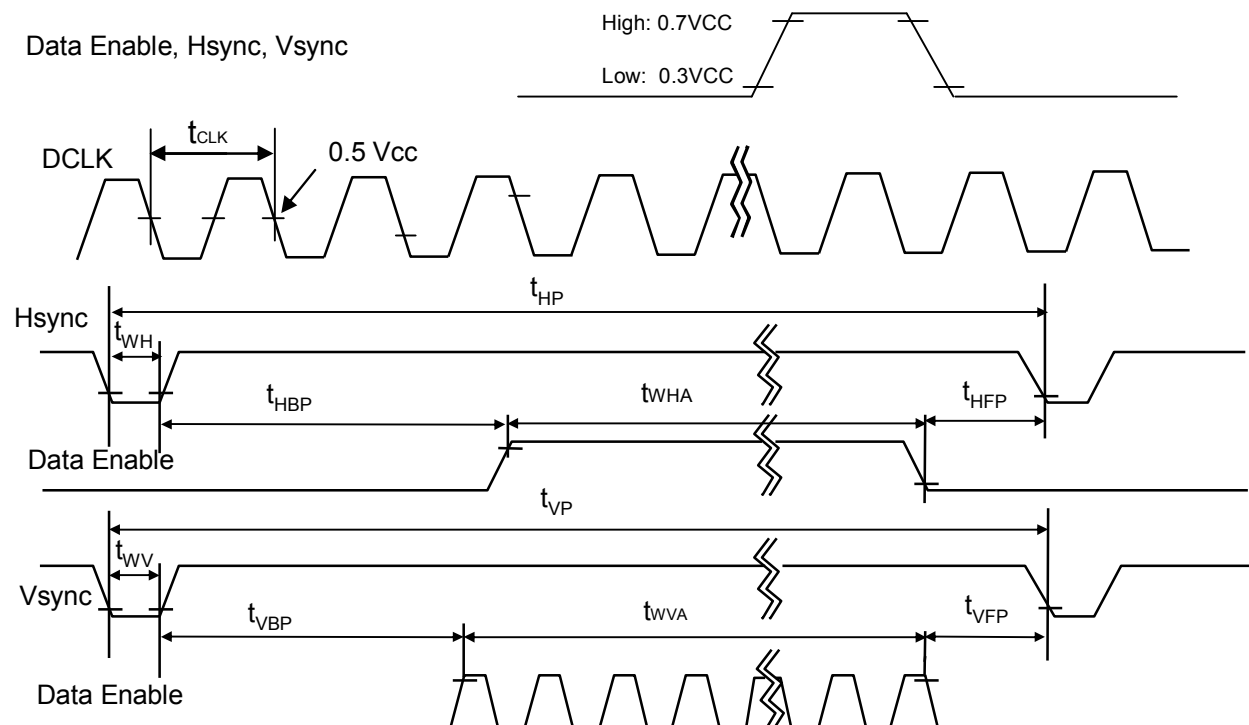 High: 0.7VCC
Data Enable, Hsync, Vsync
Low: 0.3VCC
tCLK
0.5 Vcc
DCLK
tHP
Hsync
tWH
tHBP
tWHA
tHFP
Data Enable
tVP
tWV
Vsync
tVBP
tWVA
tVFP
Data Enable